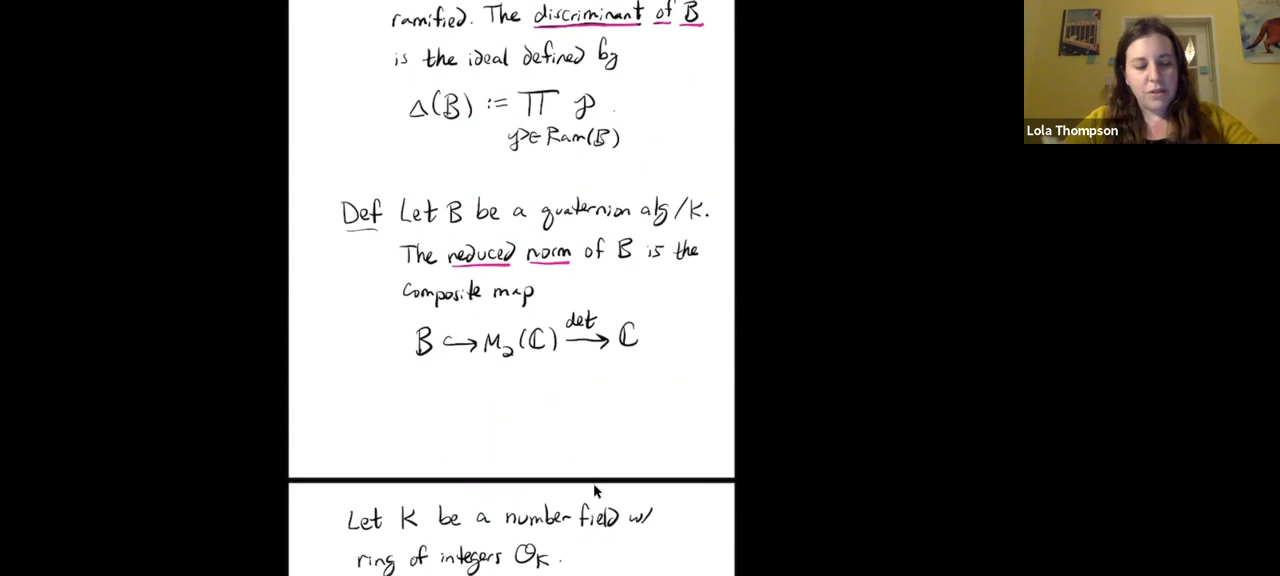 ramified. The discriminant of B
is the ideal defined by
Δ(B) := ∏ 𝔭 .
𝔭∈Ram(B)
Def Let B be a quaternion alg/K.
The reduced norm of B is the
composite map
B ↪ M₂(ℂ) →^det ℂ
Let K be a number field w/
ring of integers 𝒪_K.
Lola Thompson